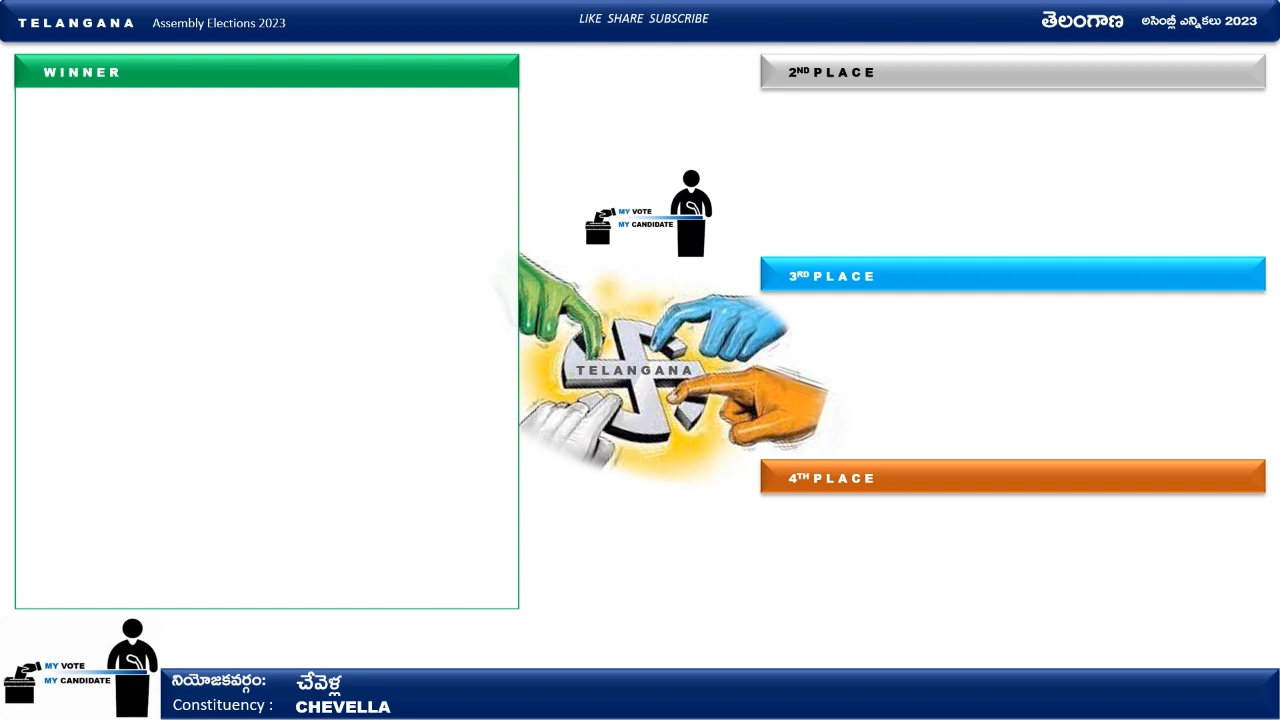 TELANGANA Assembly Elections 2023
LIKE SHARE SUBSCRIBE
తెలంగాణ అసెంబ్లీ ఎన్నికలు 2023
WINNER
2ND PLACE
MY VOTE
MY CANDIDATE
3RD PLACE
TELANGANA
4TH PLACE
MY VOTE
MY CANDIDATE
నియోజకవర్గం: చేవెళ్ల
Constituency : CHEVELLA